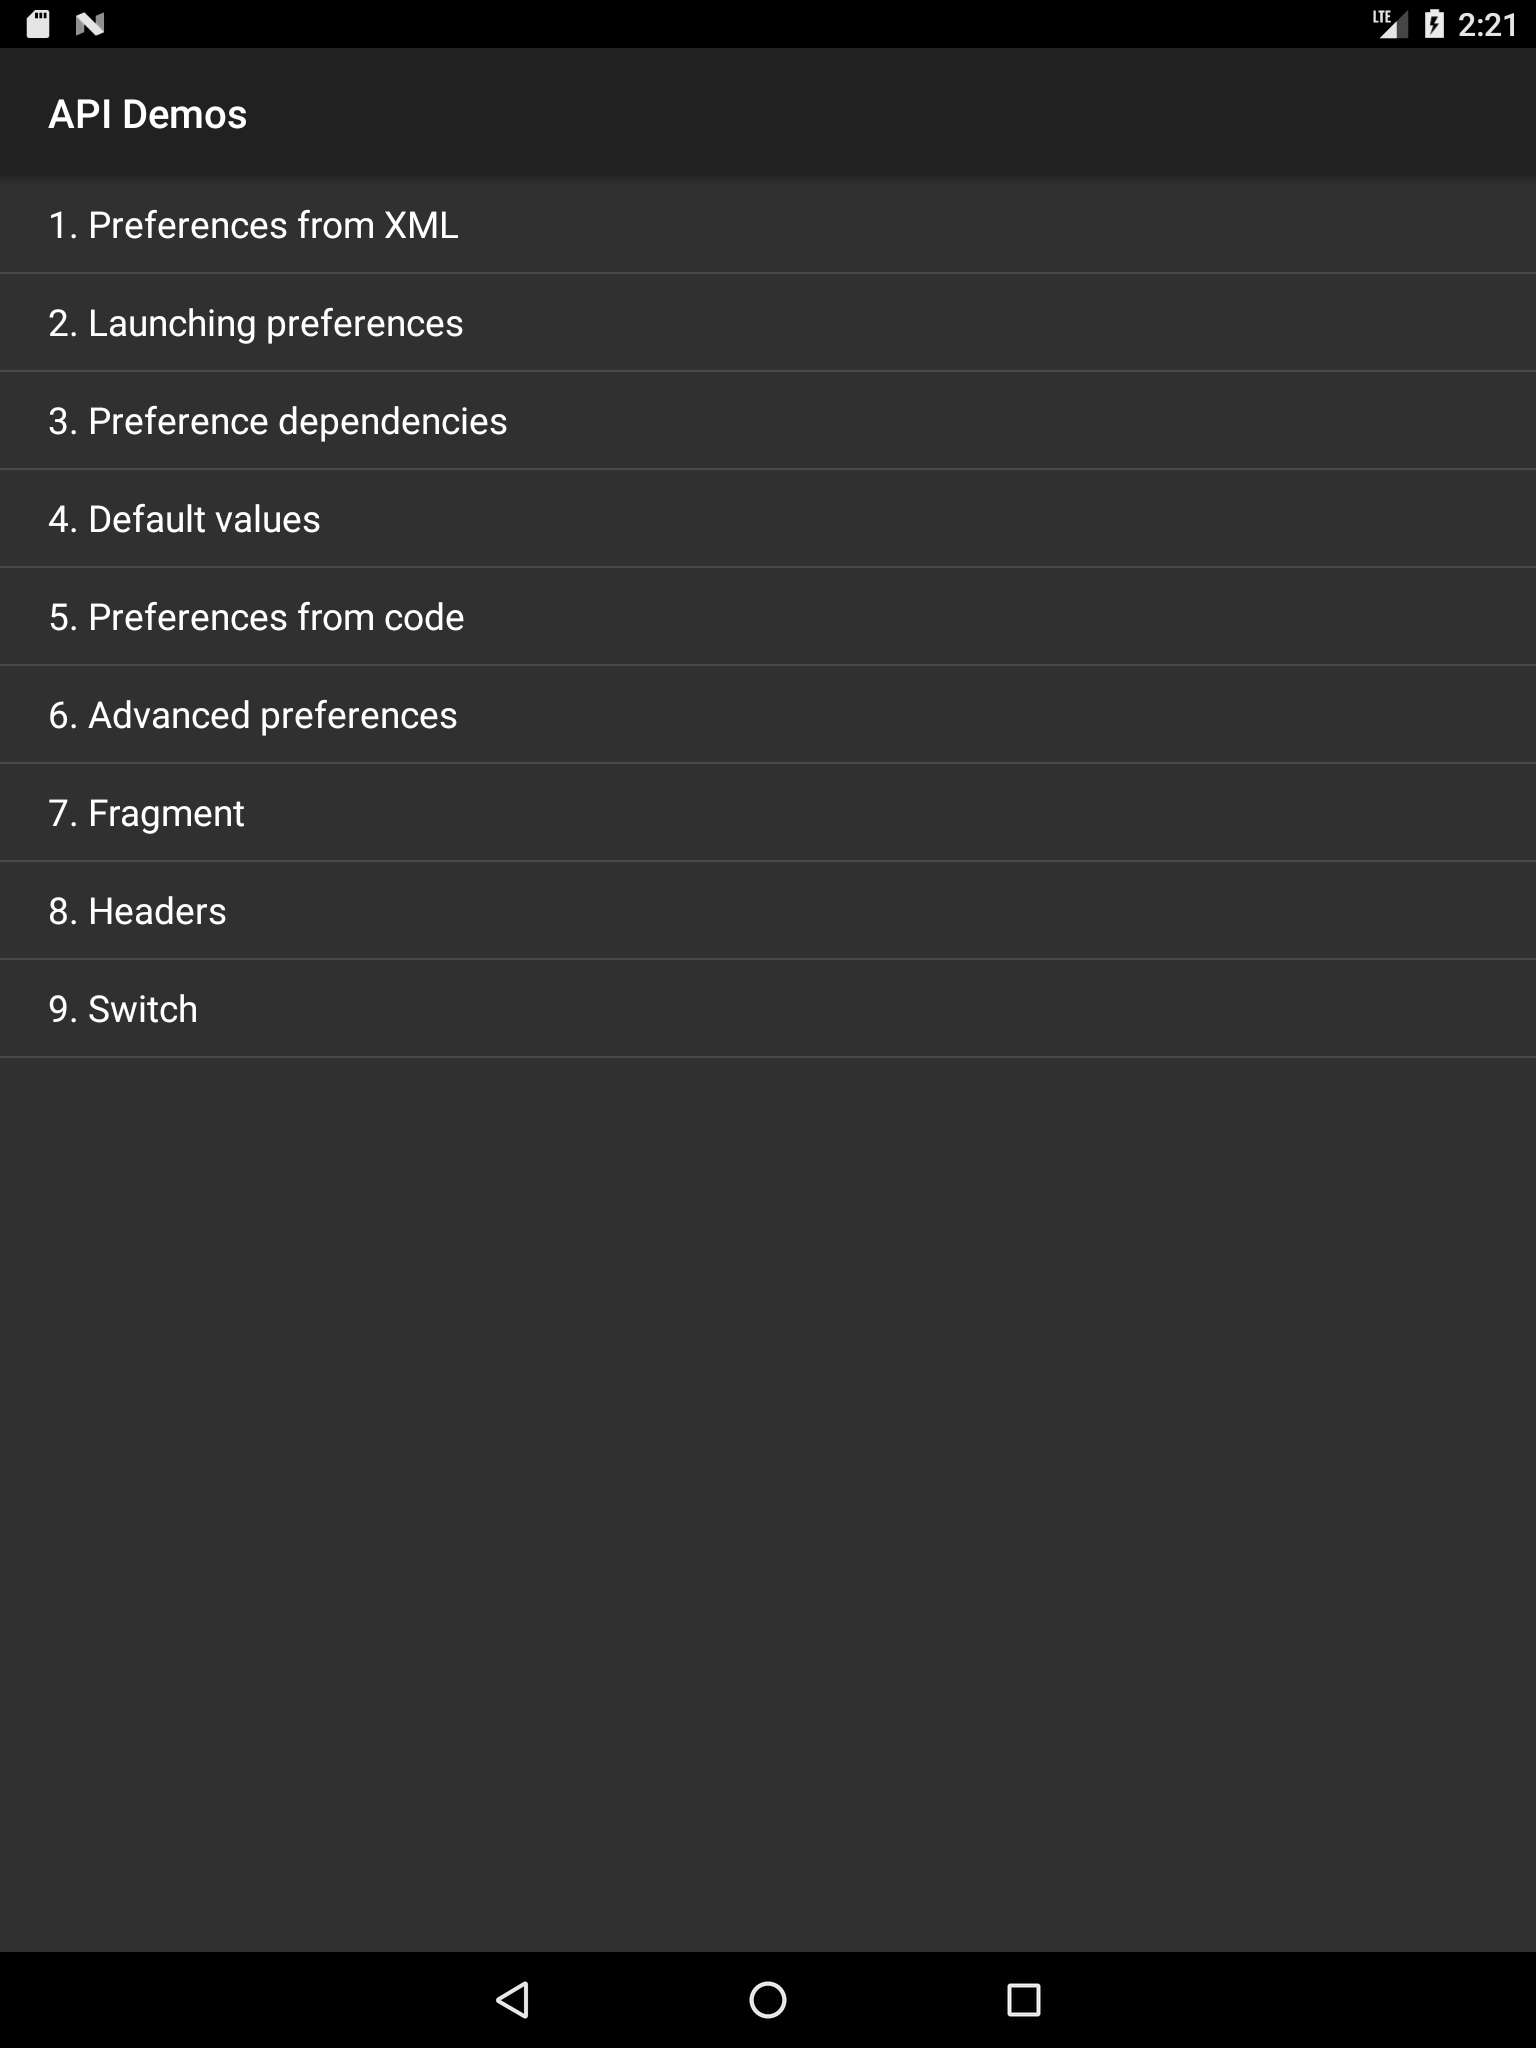 LTE 2:21
API Demos
1. Preferences from XML
2. Launching preferences
3. Preference dependencies
4. Default values
5. Preferences from code
6. Advanced preferences
7. Fragment
8. Headers
9. Switch